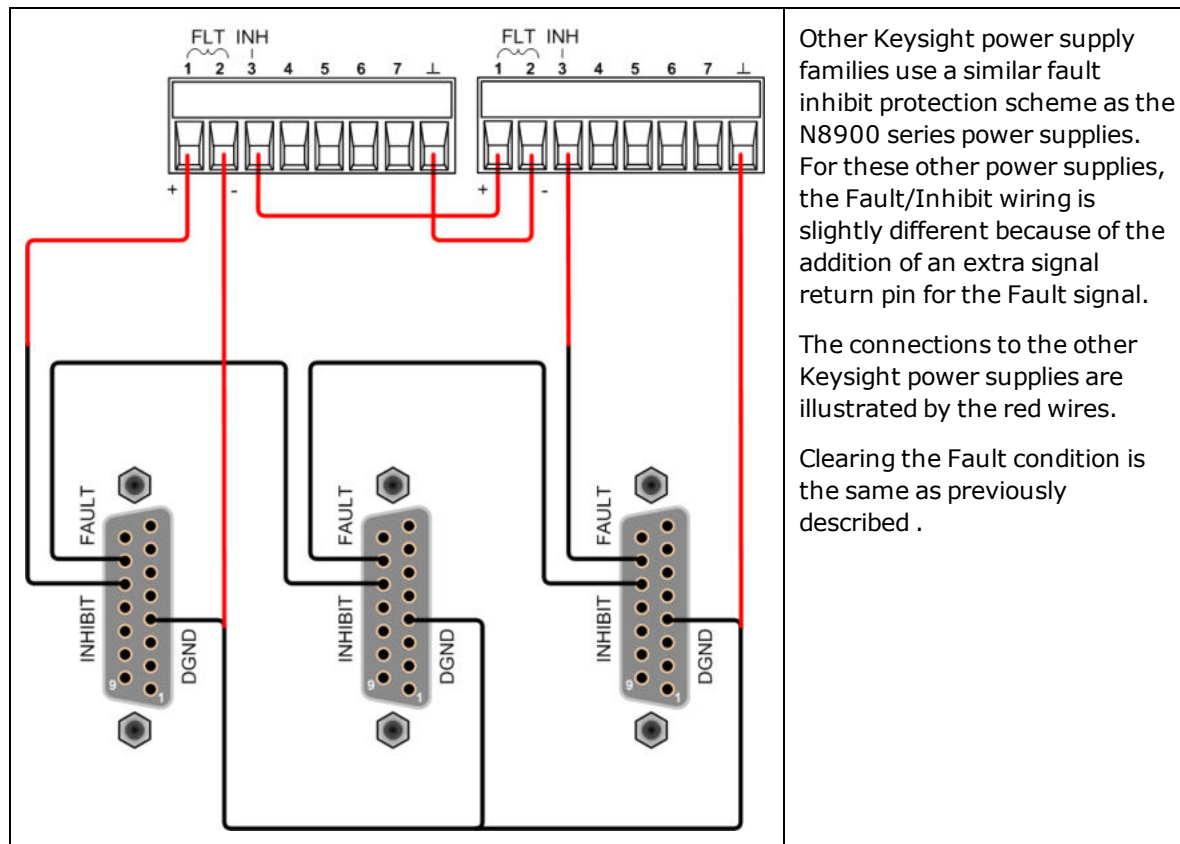 FLT INH
1 2 3 4 5 6 7 ⊥
+ -
FLT INH
1 2 3 4 5 6 7 ⊥
+ -
FAULT
INHIBIT
DGND
9
1
FAULT
INHIBIT
DGND
9
1
FAULT
INHIBIT
DGND
9
1
Other Keysight power supply
families use a similar fault
inhibit protection scheme as the
N8900 series power supplies.
For these other power supplies,
the Fault/Inhibit wiring is
slightly different because of the
addition of an extra signal
return pin for the Fault signal.
The connections to the other
Keysight power supplies are
illustrated by the red wires.
Clearing the Fault condition is
the same as previously
described .